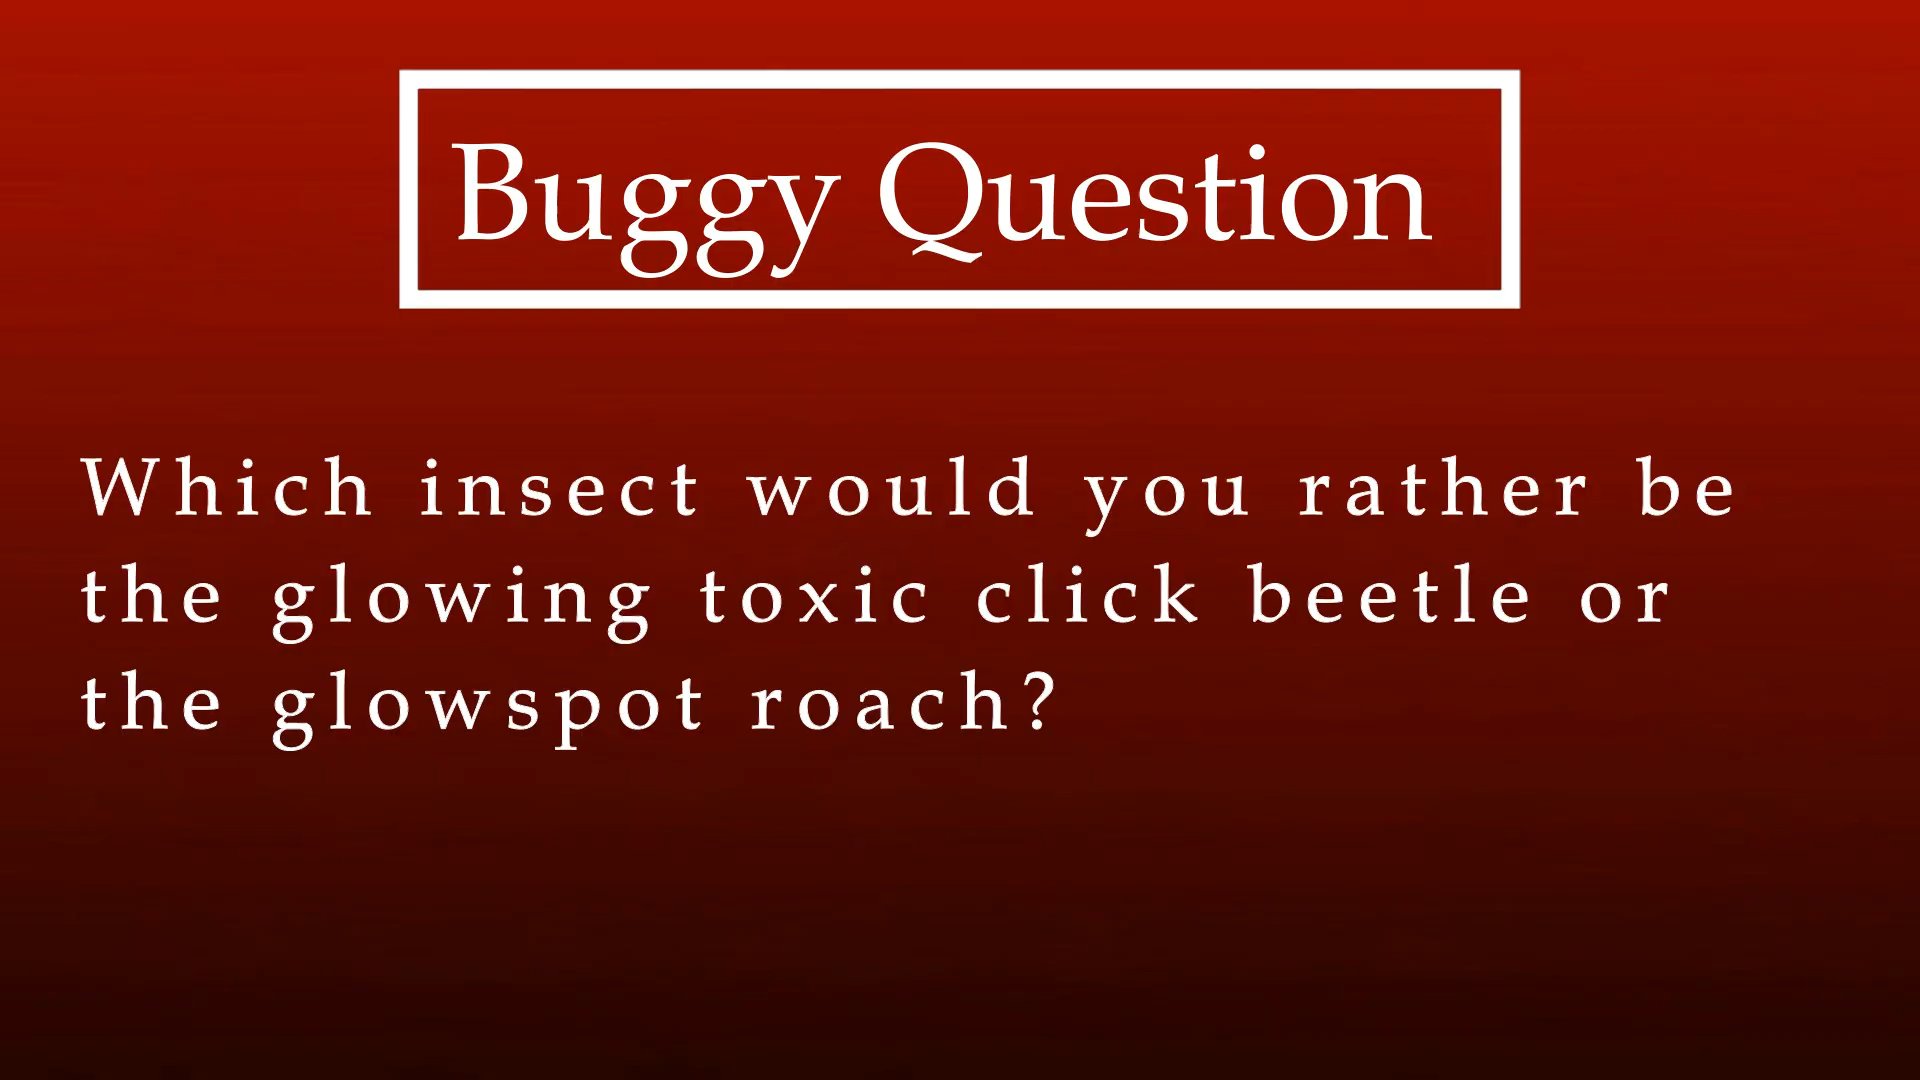 Buggy Question
Which insect would you rather be
the glowing toxic click beetle or
the glowspot roach?